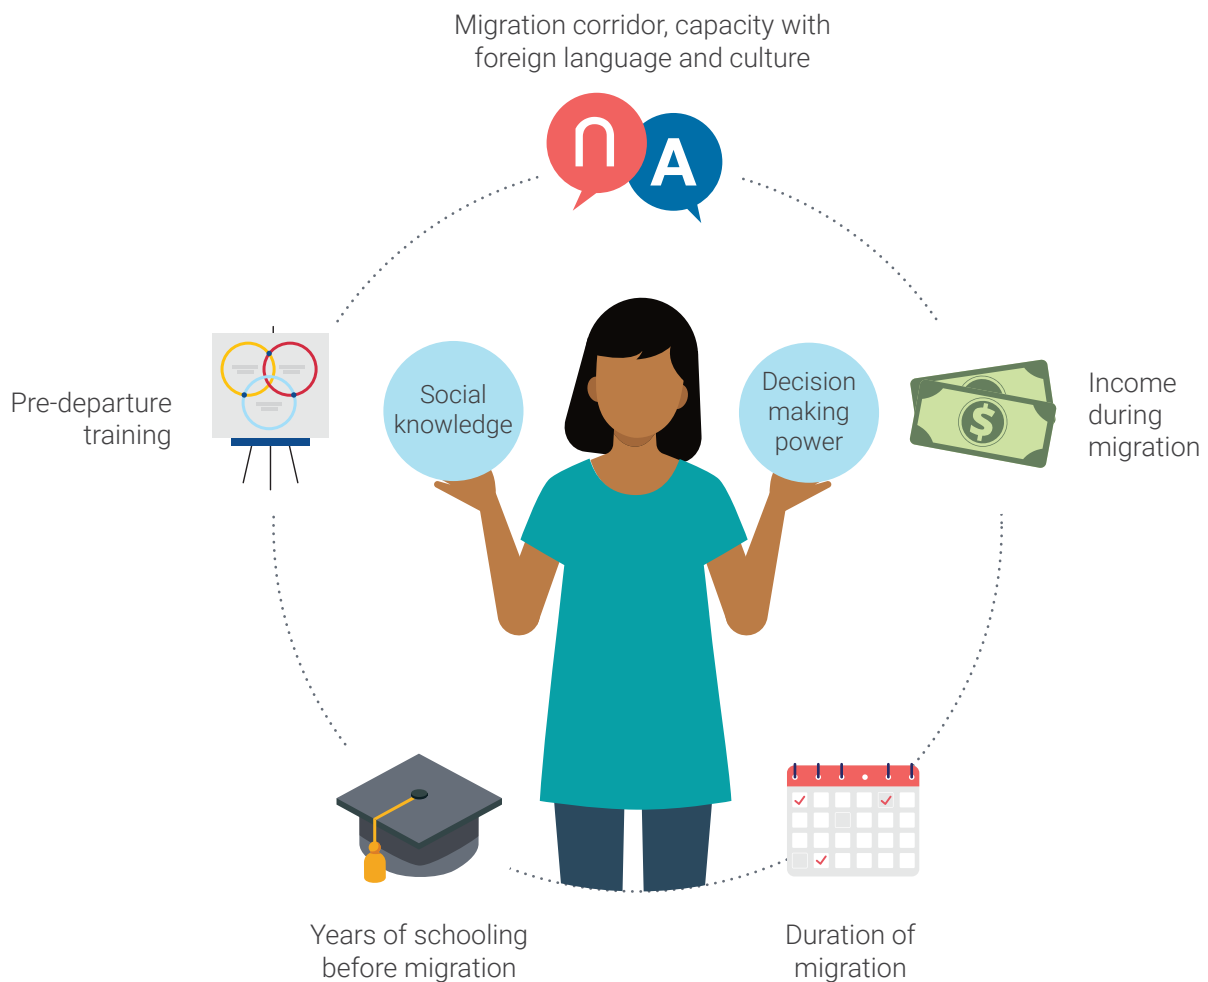 Migration corridor, capacity with
foreign language and culture
U
A
Pre-departure
training
Social
knowledge
Decision
making
power
$
Income
during
migration
Years of schooling
before migration
Duration of
migration